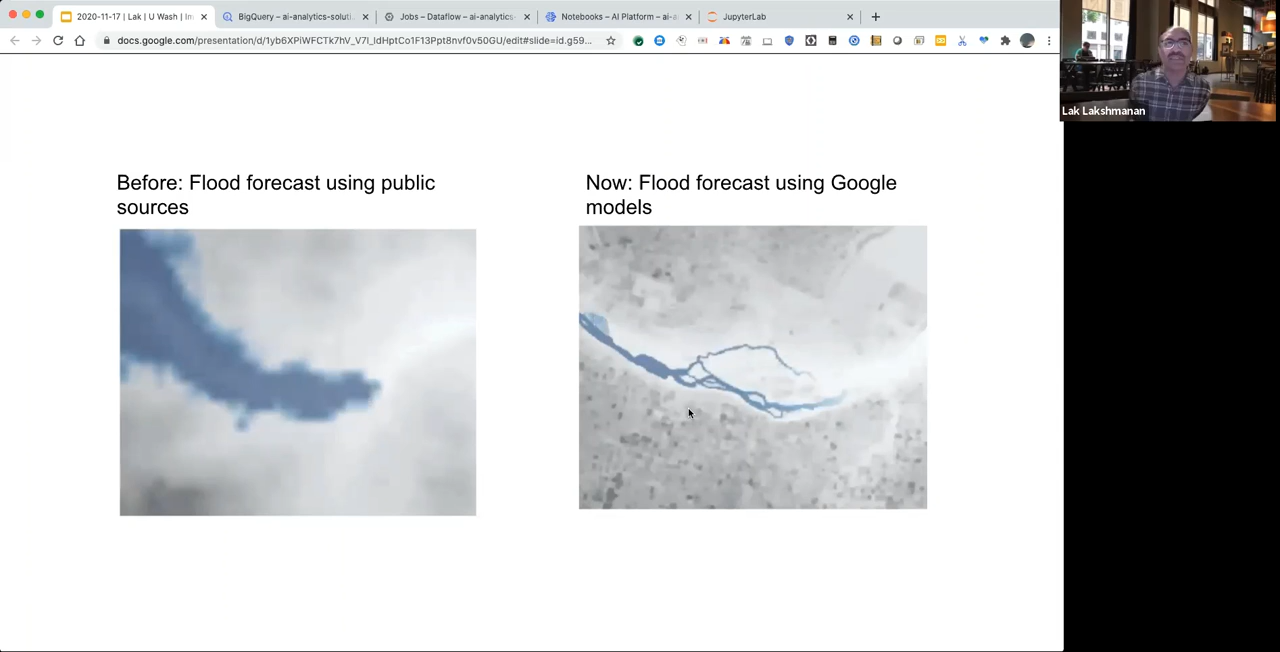 2020-11-17 | Lak | U Wash | Im
BigQuery – ai-analytics-soluti
Jobs – Dataflow – ai-analytics-
Notebooks – AI Platform – ai-a
JupyterLab
docs.google.com/presentation/d/1yb6XPiWFCTk7hV_V7l_ldHptCo1F13Ppt8nvf0v50GU/edit#slide=id.g59...
Lak Lakshmanan
Before: Flood forecast using public
sources
Now: Flood forecast using Google
models